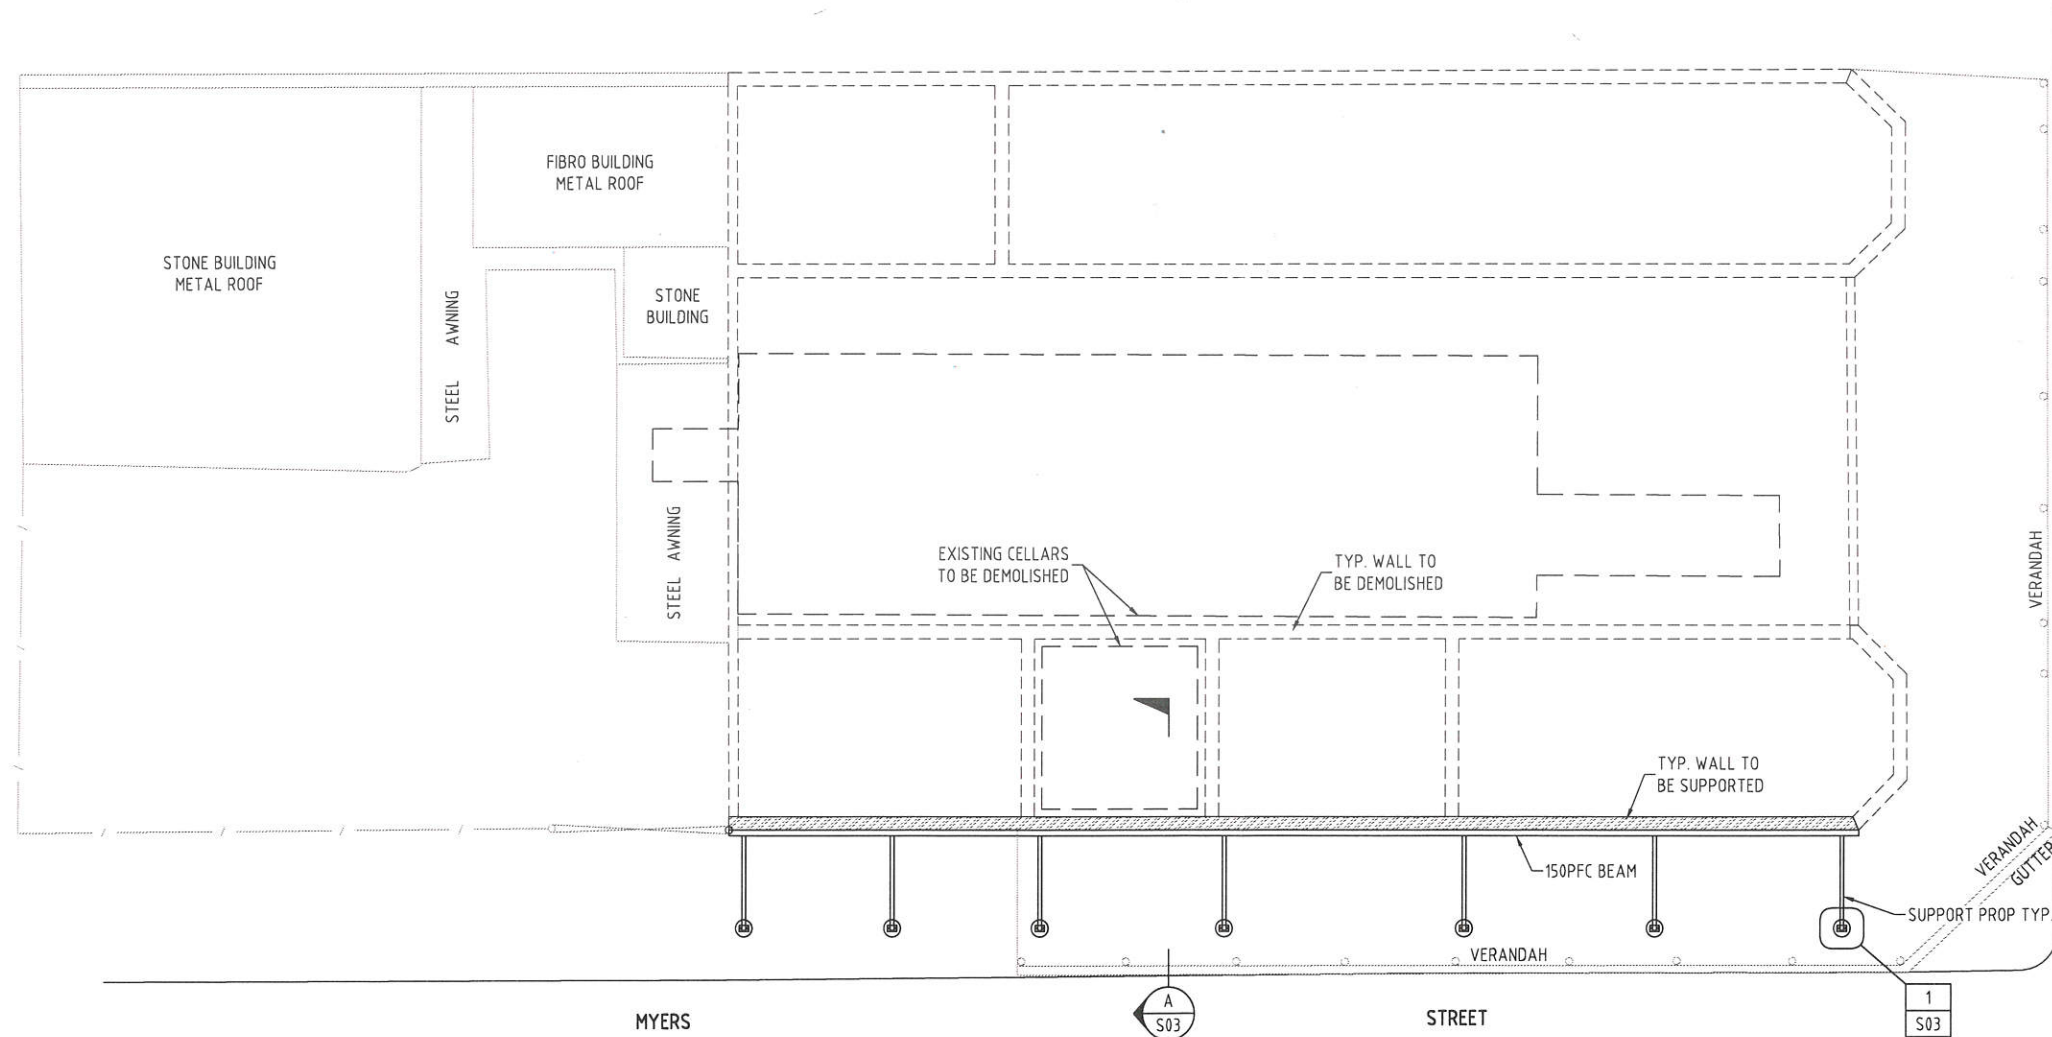 FIBRO BUILDING
METAL ROOF
STONE BUILDING
METAL ROOF
STEEL AWNING
STONE
BUILDING
STEEL AWNING
EXISTING CELLARS
TO BE DEMOLISHED
TYP. WALL TO
BE DEMOLISHED
VERANDAH
TYP. WALL TO
BE SUPPORTED
150PFC BEAM
VERANDAH
GUTTER
SUPPORT PROP TYP.
VERANDAH
A
S03
1
S03
MYERS STREET